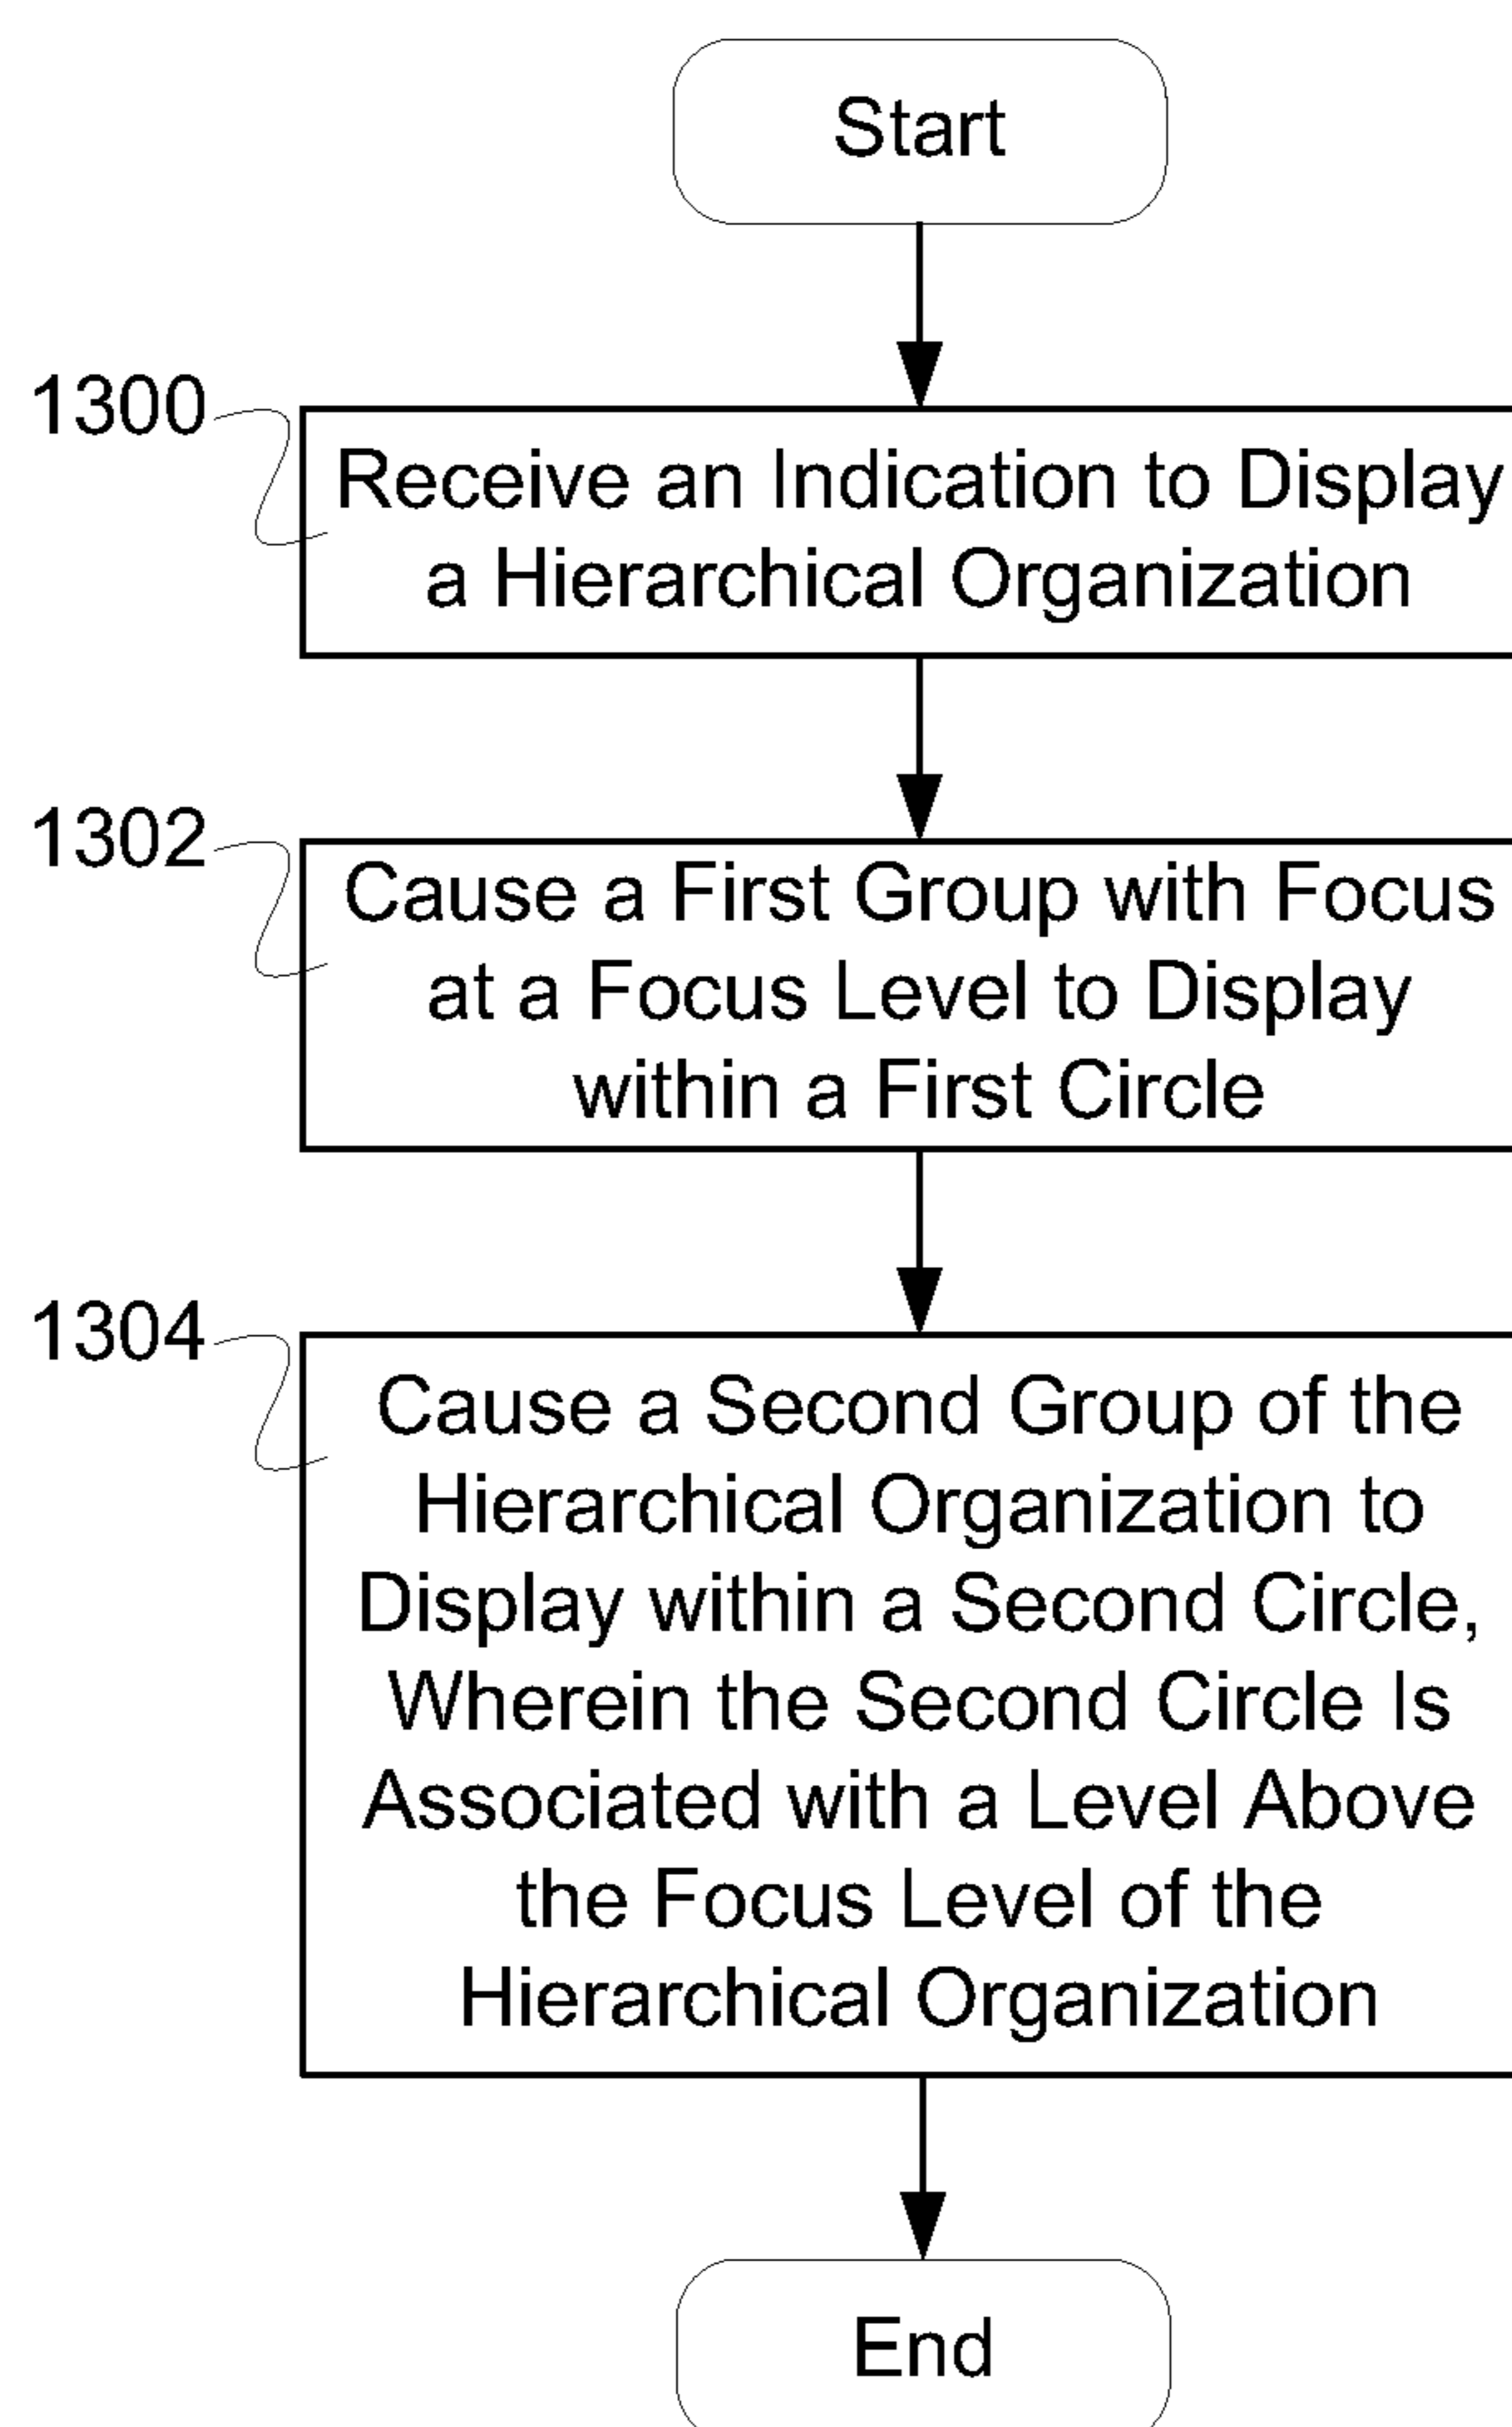 Start
1300
Receive an Indication to Display
a Hierarchical Organization
1302
Cause a First Group with Focus
at a Focus Level to Display
within a First Circle
1304
Cause a Second Group of the
Hierarchical Organization to
Display within a Second Circle,
Wherein the Second Circle Is
Associated with a Level Above
the Focus Level of the
Hierarchical Organization
End